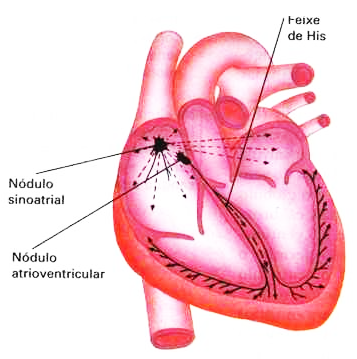 Feixe
de His
Nódulo
sinoatrial
Nódulo
atrioventricular